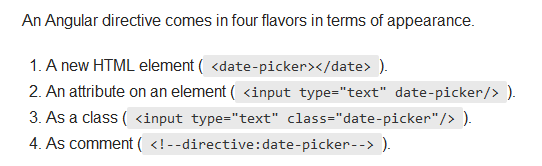 An Angular directive comes in four flavors in terms of appearance.
1. A new HTML element ( <date-picker></date> ).
2. An attribute on an element ( <input type="text" date-picker/> ).
3. As a class ( <input type="text" class="date-picker"/> ).
4. As comment ( <!--directive:date-picker--> ).